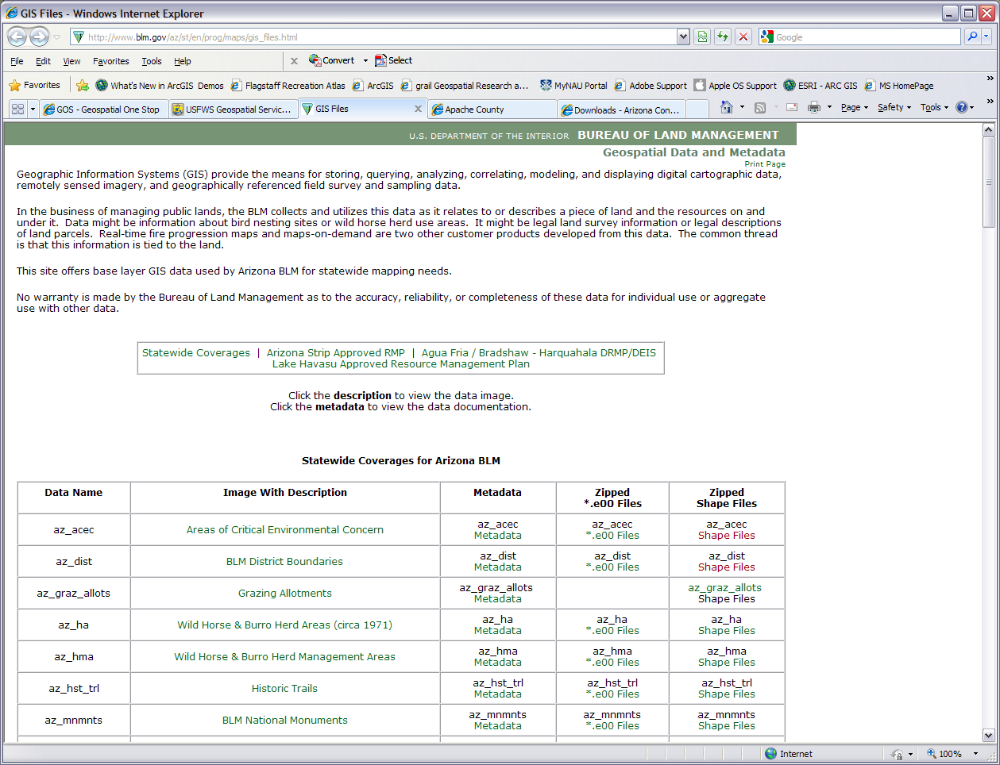 GIS Files - Windows Internet Explorer
http://www.blm.gov/az/st/en/prog/maps/gis_files.html
Google
File Edit View Favorites Tools Help
Convert Select
Favorites What's New in ArcGIS Demos Flagstaff Recreation Atlas ArcGIS grail Geospatial Research a... MyNAU Portal Adobe Support Apple OS Support ESRI - ARC GIS MS HomePage
GOS - Geospatial One Stop USFWS Geospatial Servic... GIS Files Apache County Downloads - Arizona Con... Page Safety Tools
U.S. DEPARTMENT OF THE INTERIOR BUREAU OF LAND MANAGEMENT
Geospatial Data and Metadata
Print Page
Geographic Information Systems (GIS) provide the means for storing, querying, analyzing, correlating, modeling, and displaying digital cartographic data,
remotely sensed imagery, and geographically referenced field survey and sampling data.
In the business of managing public lands, the BLM collects and utilizes this data as it relates to or describes a piece of land and the resources on and
under it. Data might be information about bird nesting sites or wild horse herd use areas. It might be legal land survey information or legal descriptions
of land parcels. Real-time fire progression maps and maps-on-demand are two other customer products developed from this data. The common thread
is that this information is tied to the land.
This site offers base layer GIS data used by Arizona BLM for statewide mapping needs.
No warranty is made by the Bureau of Land Management as to the accuracy, reliability, or completeness of these data for individual use or aggregate
use with other data.
Statewide Coverages | Arizona Strip Approved RMP | Agua Fria / Bradshaw - Harquahala DRMP/DEIS
Lake Havasu Approved Resource Management Plan
Click the description to view the data image.
Click the metadata to view the data documentation.
Statewide Coverages for Arizona BLM
Data Name Image With Description Metadata Zipped Zipped
*.e00 Files Shape Files
az_acec Areas of Critical Environmental Concern az_acec az_acec az_acec
Metadata *.e00 Files Shape Files
az_dist BLM District Boundaries az_dist az_dist az_dist
Metadata *.e00 Files Shape Files
az_graz_allots Grazing Allotments az_graz_allots az_graz_allots
Metadata Shape Files
az_ha Wild Horse & Burro Herd Areas (circa 1971) az_ha az_ha az_ha
Metadata *.e00 Files Shape Files
az_hma Wild Horse & Burro Herd Management Areas az_hma az_hma az_hma
Metadata *.e00 Files Shape Files
az_hst_trl Historic Trails az_hst_trl az_hst_trl az_hst_trl
Metadata *.e00 Files Shape Files
az_mnmnts BLM National Monuments az_mnmnts az_mnmnts az_mnmnts
Metadata *.e00 Files Shape Files
Internet 100%